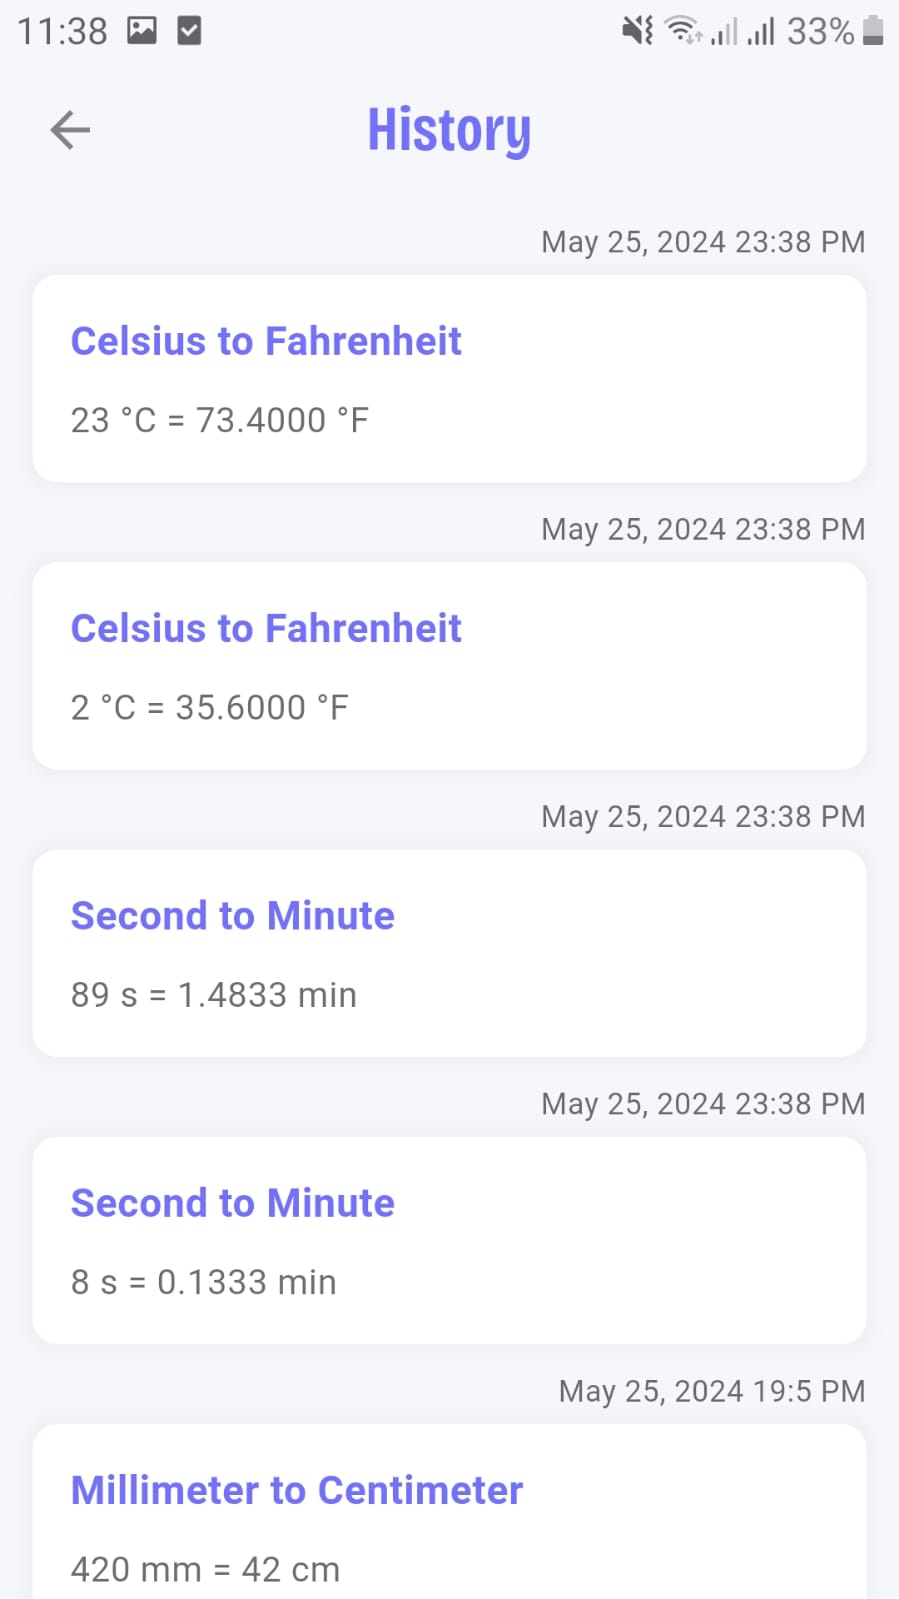 11:38 33%
History
May 25, 2024 23:38 PM
Celsius to Fahrenheit
23 °C = 73.4000 °F
May 25, 2024 23:38 PM
Celsius to Fahrenheit
2 °C = 35.6000 °F
May 25, 2024 23:38 PM
Second to Minute
89 s = 1.4833 min
May 25, 2024 23:38 PM
Second to Minute
8 s = 0.1333 min
May 25, 2024 19:5 PM
Millimeter to Centimeter
420 mm = 42 cm